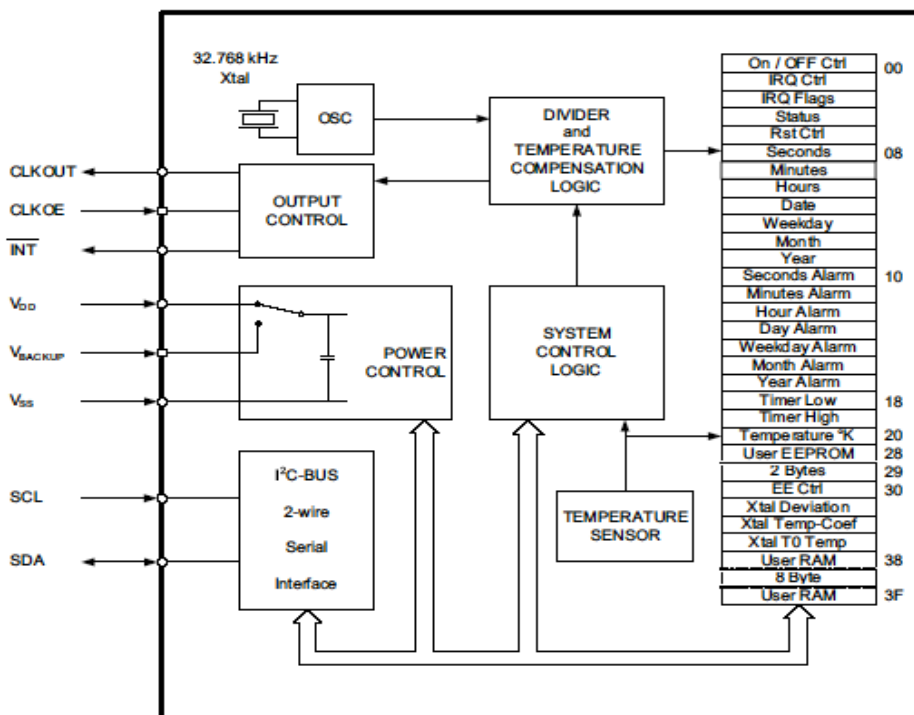 32.768 kHz
Xtal
OSC
DIVIDER
and
TEMPERATURE
COMPENSATION
LOGIC
CLKOUT
CLKOE
INT
OUTPUT
CONTROL
VDD
VBACKUP
VSS
POWER
CONTROL
SYSTEM
CONTROL
LOGIC
SCL
SDA
I²C-BUS
2-wire
Serial
Interface
TEMPERATURE
SENSOR
On / OFF Ctrl 00
IRQ Ctrl
IRQ Flags
Status
Rst Ctrl
Seconds 08
Minutes
Hours
Date
Weekday
Month
Year
Seconds Alarm 10
Minutes Alarm
Hour Alarm
Day Alarm
Weekday Alarm
Month Alarm
Year Alarm
Timer Low 18
Timer High
Temperature °K 20
User EEPROM 28
2 Bytes 29
EE Ctrl 30
Xtal Deviation
Xtal Temp-Coef
Xtal T0 Temp
User RAM 38
8 Byte
User RAM 3F